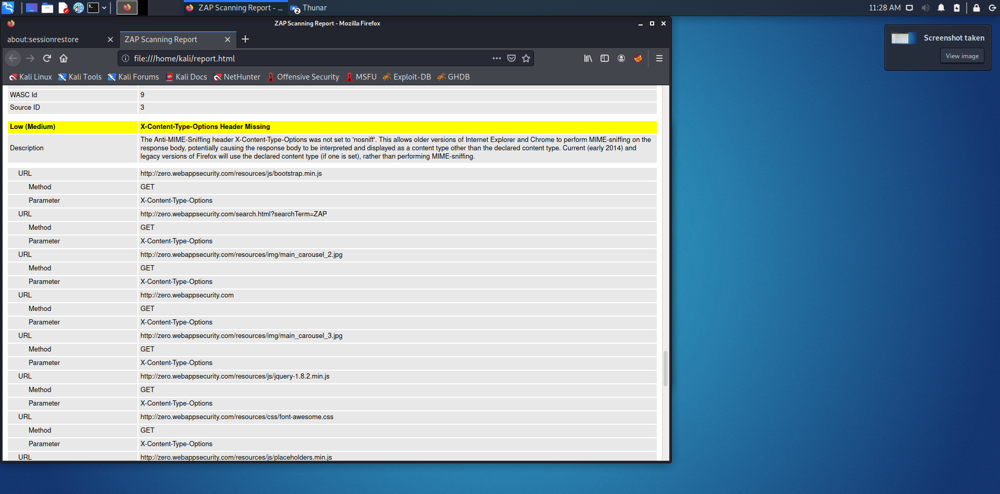 ZAP Scanning Report - ...
2
Thunar
11:28 AM
ZAP Scanning Report - Mozilla Firefox
about:sessionrestore
ZAP Scanning Report
file:///home/kali/report.html
Kali Linux Kali Tools Kali Forums Kali Docs NetHunter Offensive Security MSFU Exploit-DB GHDB
Screenshot taken
View image
WASC Id 9
Source ID 3
Low (Medium) X-Content-Type-Options Header Missing
Description
The Anti-MIME-Sniffing header X-Content-Type-Options was not set to 'nosniff'. This allows older versions of Internet Explorer and Chrome to perform MIME-sniffing on the
response body, potentially causing the response body to be interpreted and displayed as a content type other than the declared content type. Current (early 2014) and
legacy versions of Firefox will use the declared content type (if one is set), rather than performing MIME-sniffing.
URL http://zero.webappsecurity.com/resources/js/bootstrap.min.js
Method GET
Parameter X-Content-Type-Options
URL http://zero.webappsecurity.com/search.html?searchTerm=ZAP
Method GET
Parameter X-Content-Type-Options
URL http://zero.webappsecurity.com/resources/img/main_carousel_2.jpg
Method GET
Parameter X-Content-Type-Options
URL http://zero.webappsecurity.com
Method GET
Parameter X-Content-Type-Options
URL http://zero.webappsecurity.com/resources/img/main_carousel_3.jpg
Method GET
Parameter X-Content-Type-Options
URL http://zero.webappsecurity.com/resources/js/jquery-1.8.2.min.js
Method GET
Parameter X-Content-Type-Options
URL http://zero.webappsecurity.com/resources/css/font-awesome.css
Method GET
Parameter X-Content-Type-Options
URL http://zero.webappsecurity.com/resources/js/placeholders.min.js